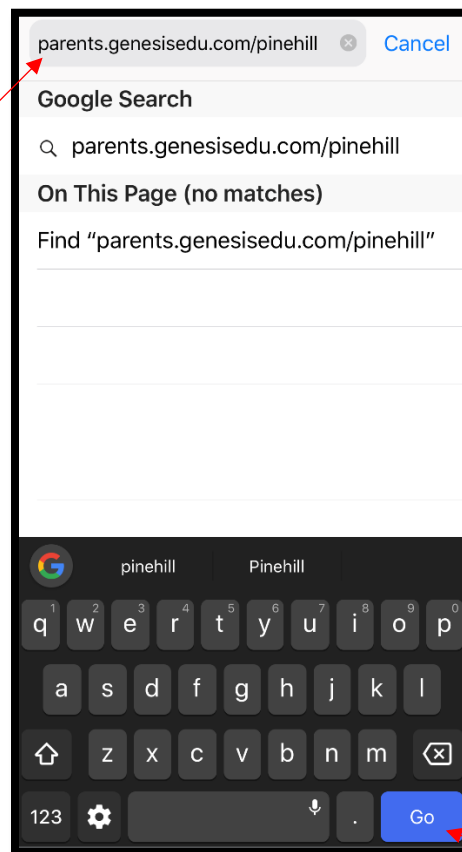 parents.genesisedu.com/pinehill Cancel
Google Search
parents.genesisedu.com/pinehill
On This Page (no matches)
Find “parents.genesisedu.com/pinehill”
G pinehill Pinehill
q 1 w 2 e 3 r 4 t 5 y 6 u 7 i 8 o 9 p 0
a s d f g h j k l
z x c v b n m
123 . Go